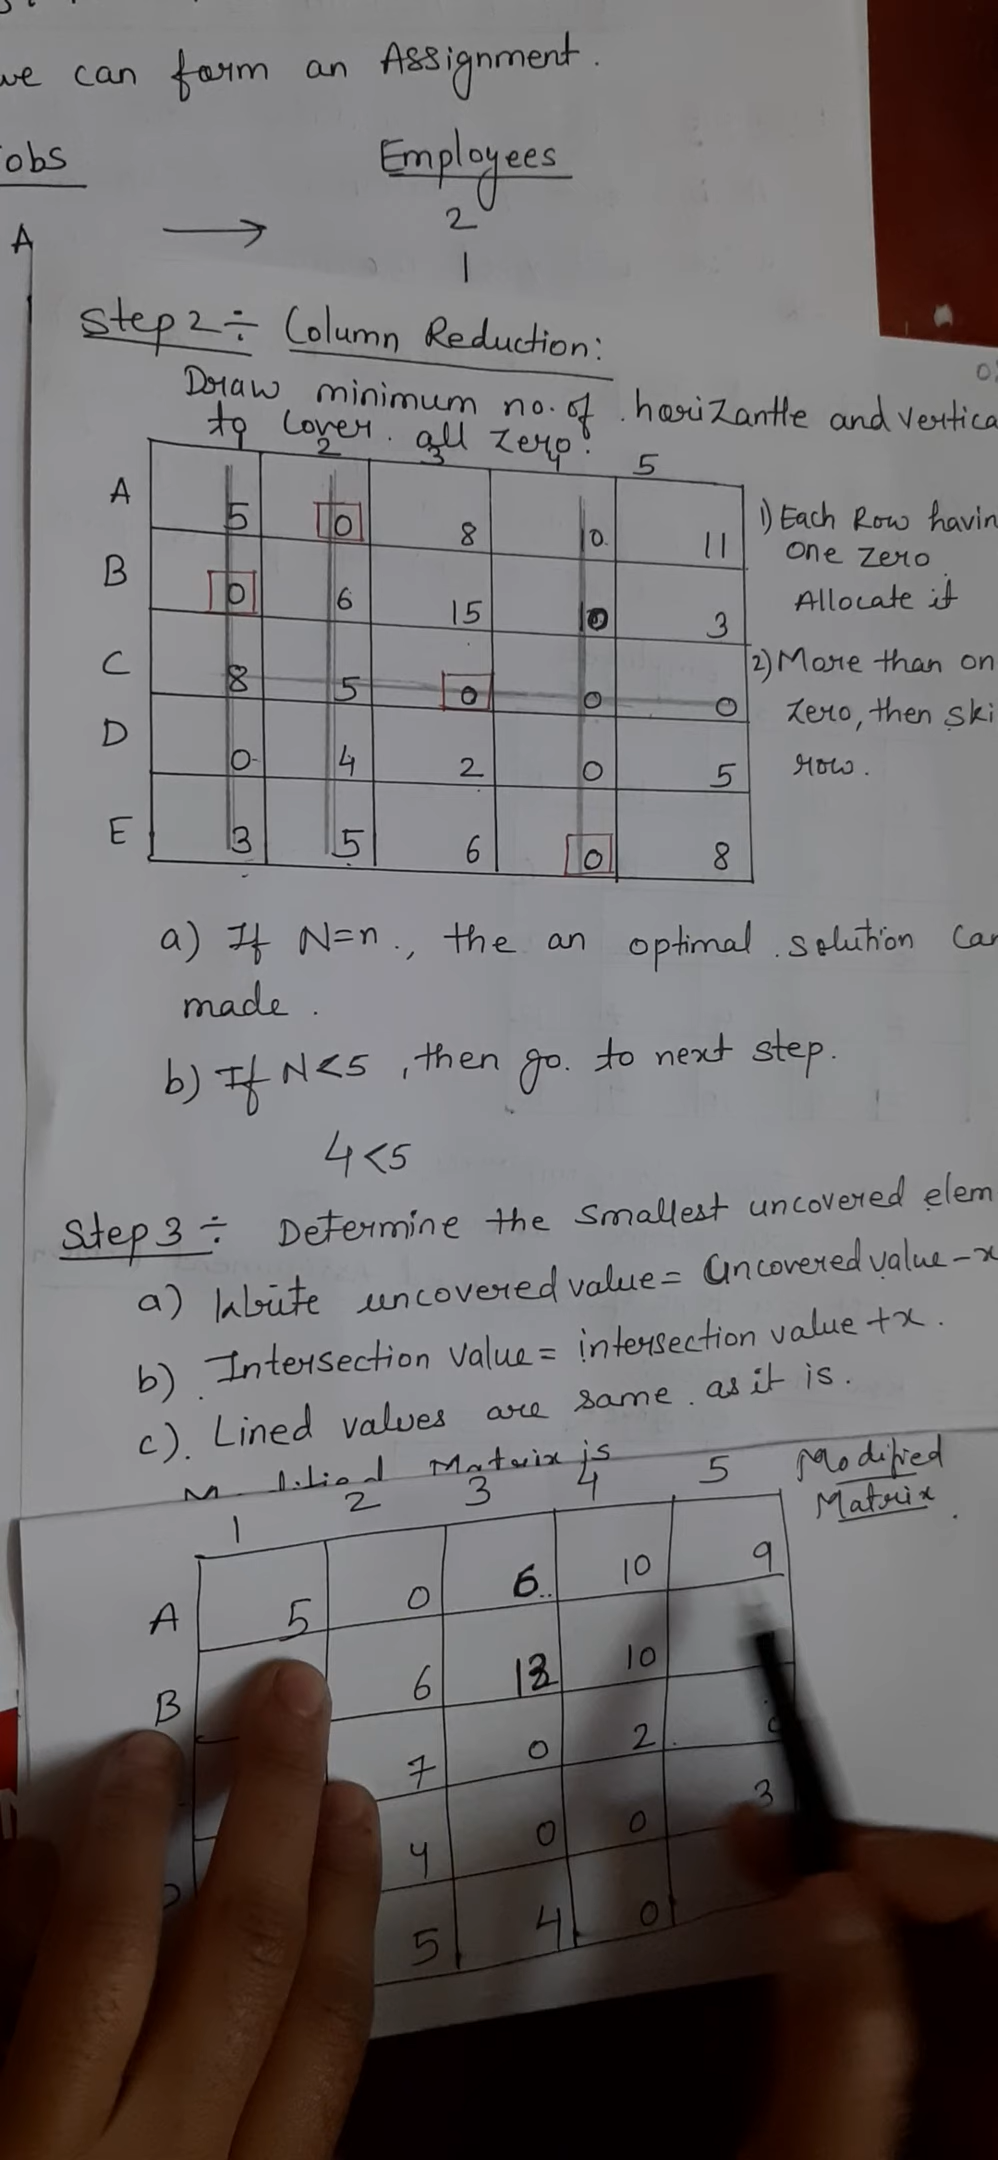 we can form an Assignment.
Jobs Employees
A → 2
1
Step 2 ÷ Column Reduction:
Draw minimum no. of horizantle and vertica
to cover all zero.
2 3 4 5
A 5 0 8 10 11
B 0 6 15 10 3
C 8 5 0 0 0
D 0 4 2 0 5
E 3 5 6 0 8
1) Each Row havin
one zero.
Allocate it
2) More than on
zero, then ski
row.
a) If N=n., the an optimal solution can
made.
b) If N<5, then go. to next step.
4<5
Step 3 ÷ Determine the smallest uncovered elem
a) Write uncovered value = Uncovered value - x
b) Intersection value = intersection value + x.
c). Lined values are same as it is.
Matrix is
Modified
Matrix.
1 2 3 4 5
A 5 0 6 10 9
B 6 10
7 0 2
4 0 0 3
5 4 0